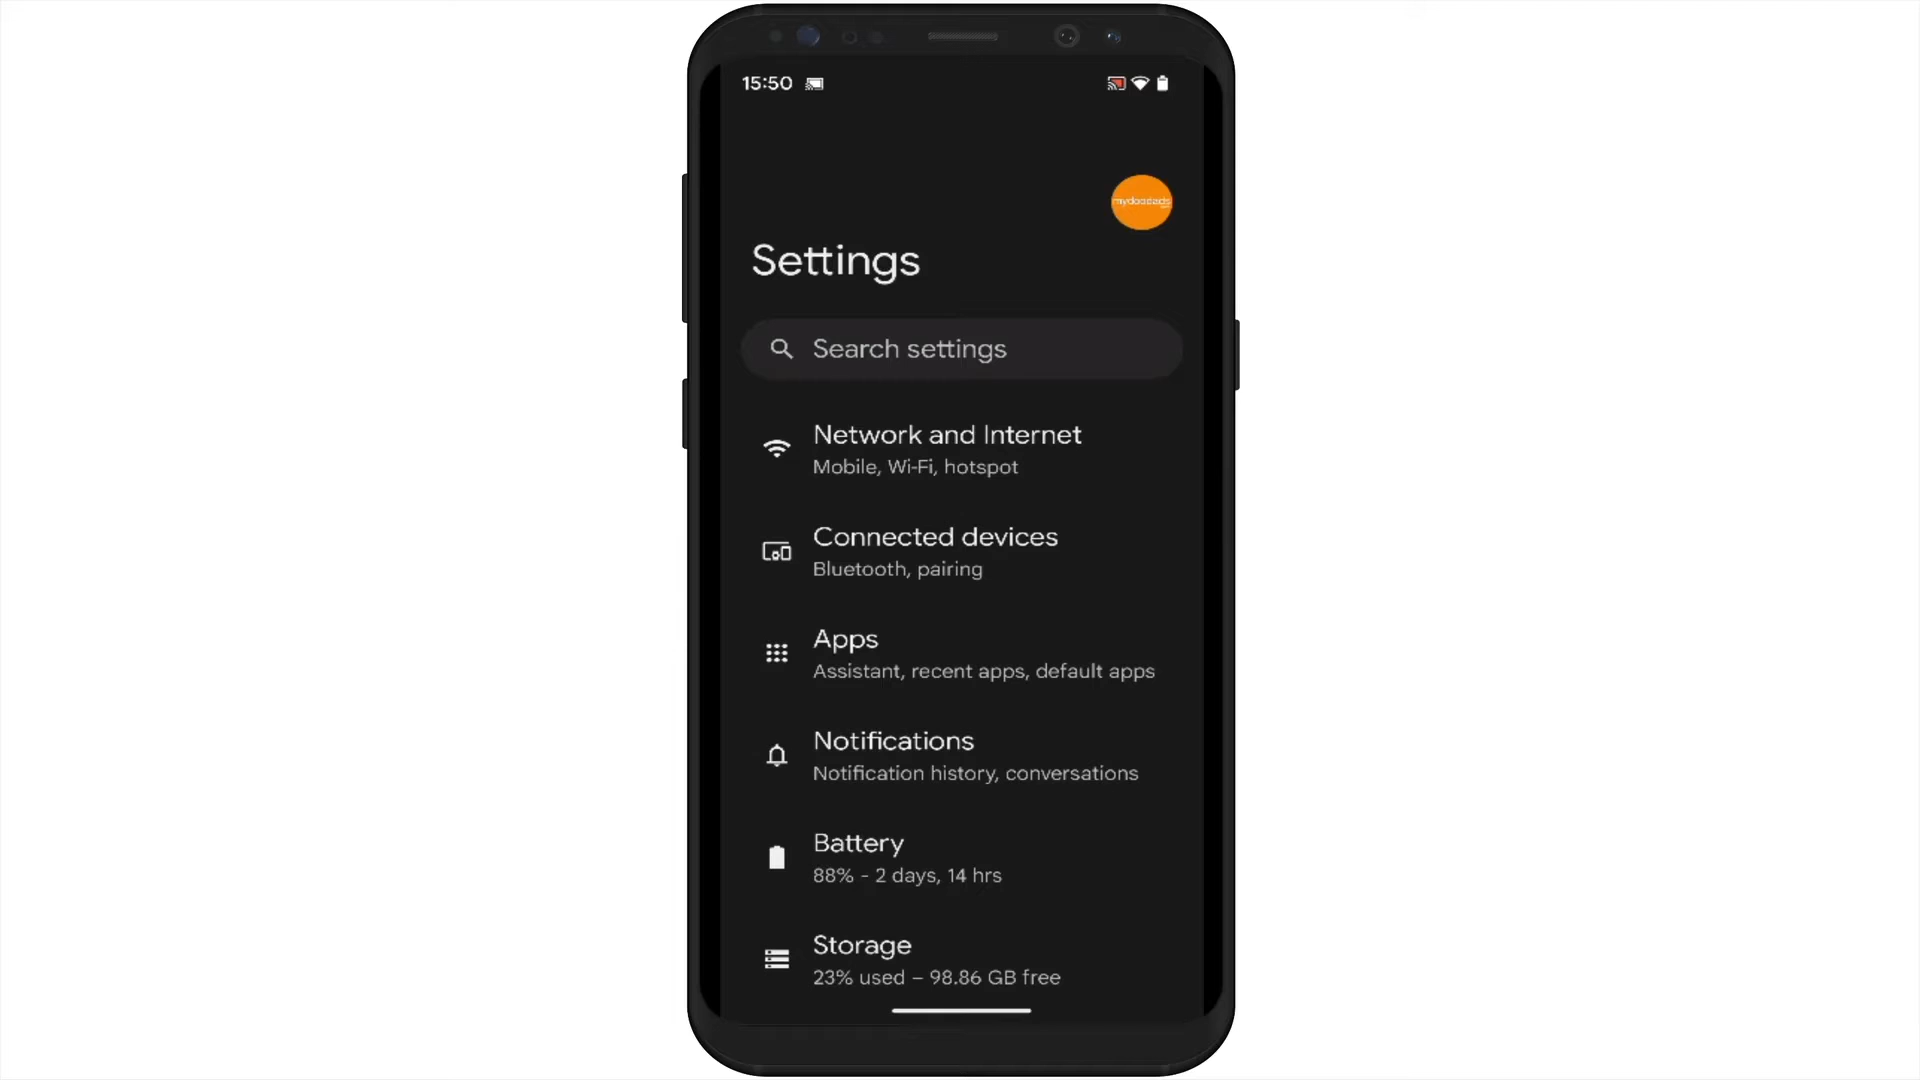 15:50
mydoodads
Settings
Search settings
Network and Internet
Mobile, Wi-Fi, hotspot
Connected devices
Bluetooth, pairing
Apps
Assistant, recent apps, default apps
Notifications
Notification history, conversations
Battery
88% - 2 days, 14 hrs
Storage
23% used – 98.86 GB free